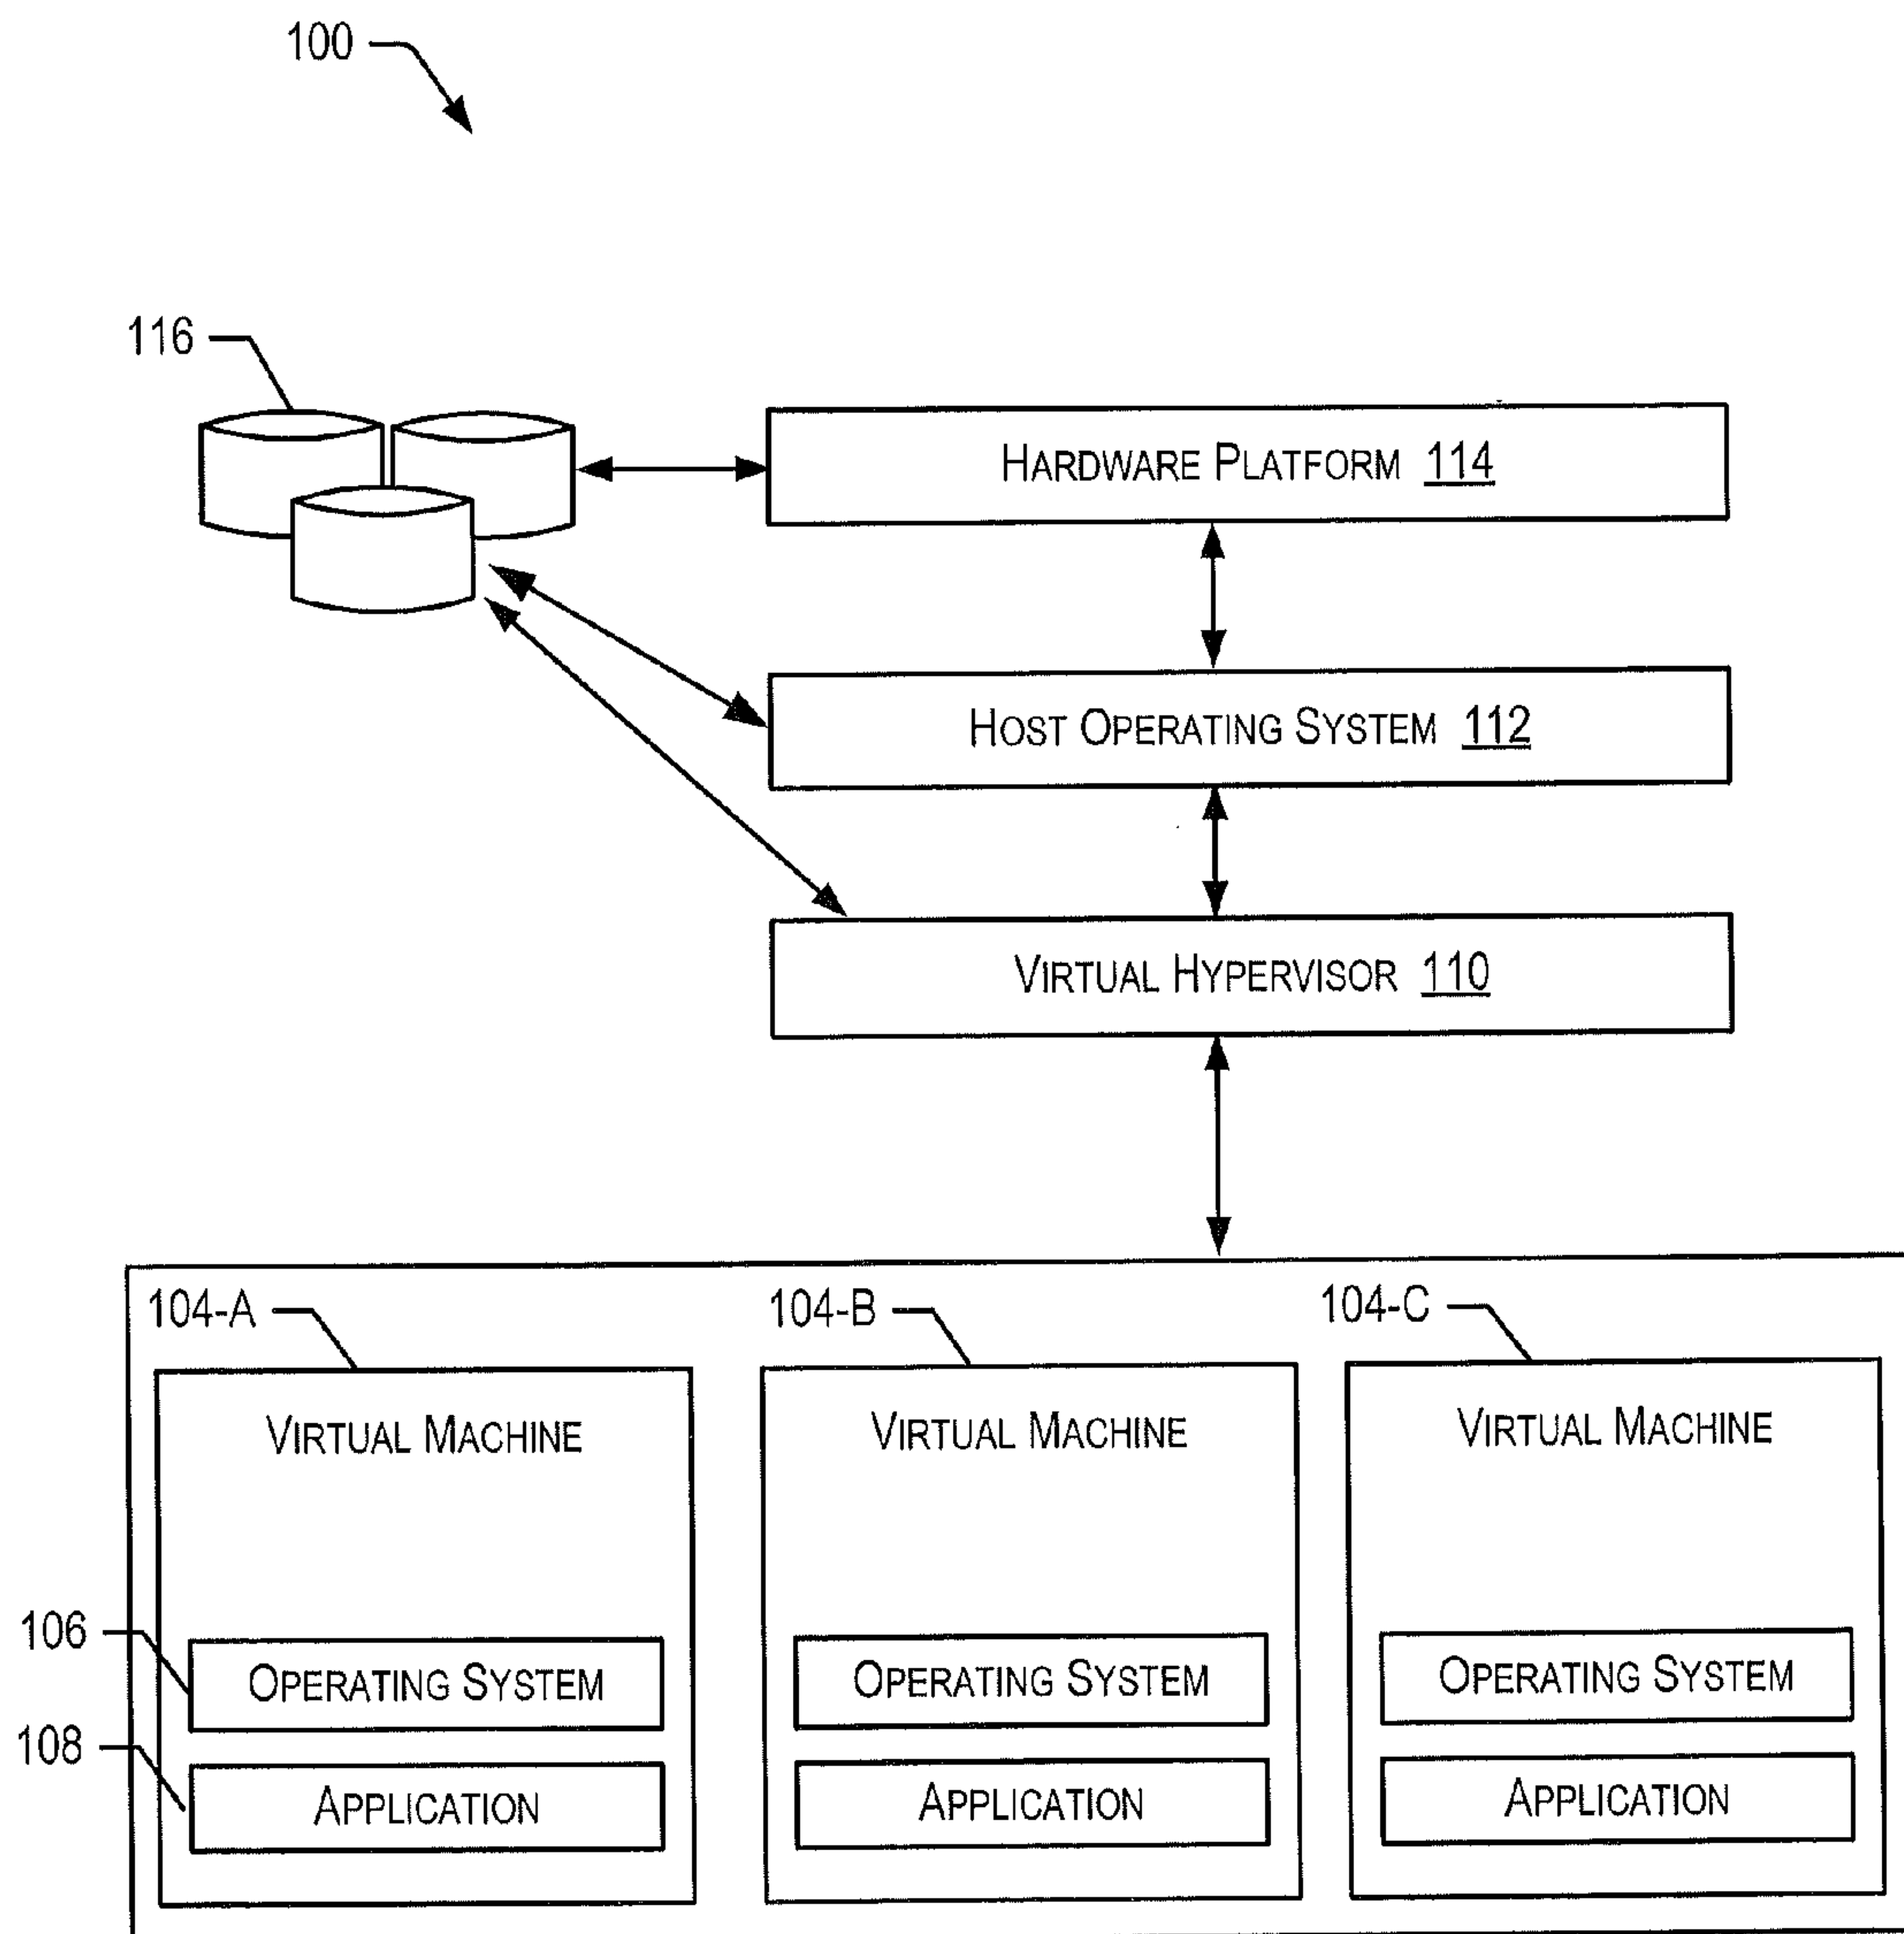 100
116
HARDWARE PLATFORM 114
HOST OPERATING SYSTEM 112
VIRTUAL HYPERVISOR 110
104-A
104-B
104-C
VIRTUAL MACHINE
VIRTUAL MACHINE
VIRTUAL MACHINE
106
OPERATING SYSTEM
OPERATING SYSTEM
OPERATING SYSTEM
108
APPLICATION
APPLICATION
APPLICATION